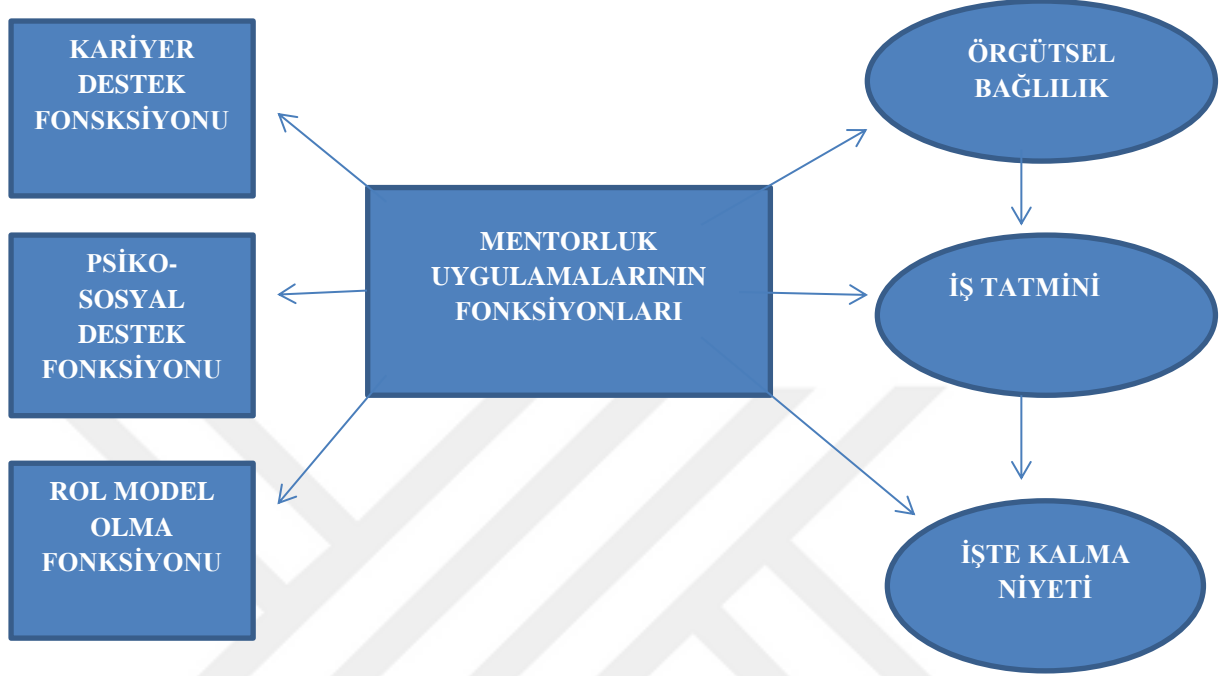 KARİYER
DESTEK
FONSKSİYONU
PSİKO-
SOSYAL
DESTEK
FONKSİYONU
ROL MODEL
OLMA
FONKSİYONU
MENTORLUK
UYGULAMALARININ
FONKSİYONLARI
ÖRGÜTSEL
BAĞLILIK
İŞ TATMİNİ
İŞTE KALMA
NİYETİ